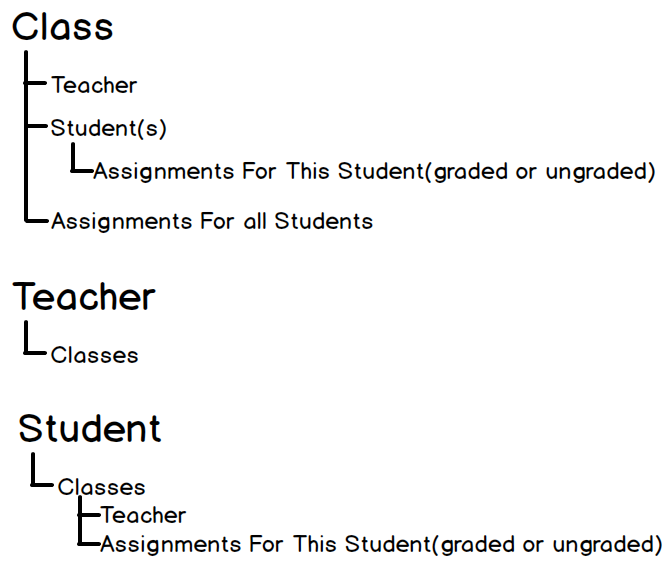 Class
Teacher
Student(s)
Assignments For This Student(graded or ungraded)
Assignments For all Students
Teacher
Classes
Student
Classes
Teacher
Assignments For This Student(graded or ungraded)